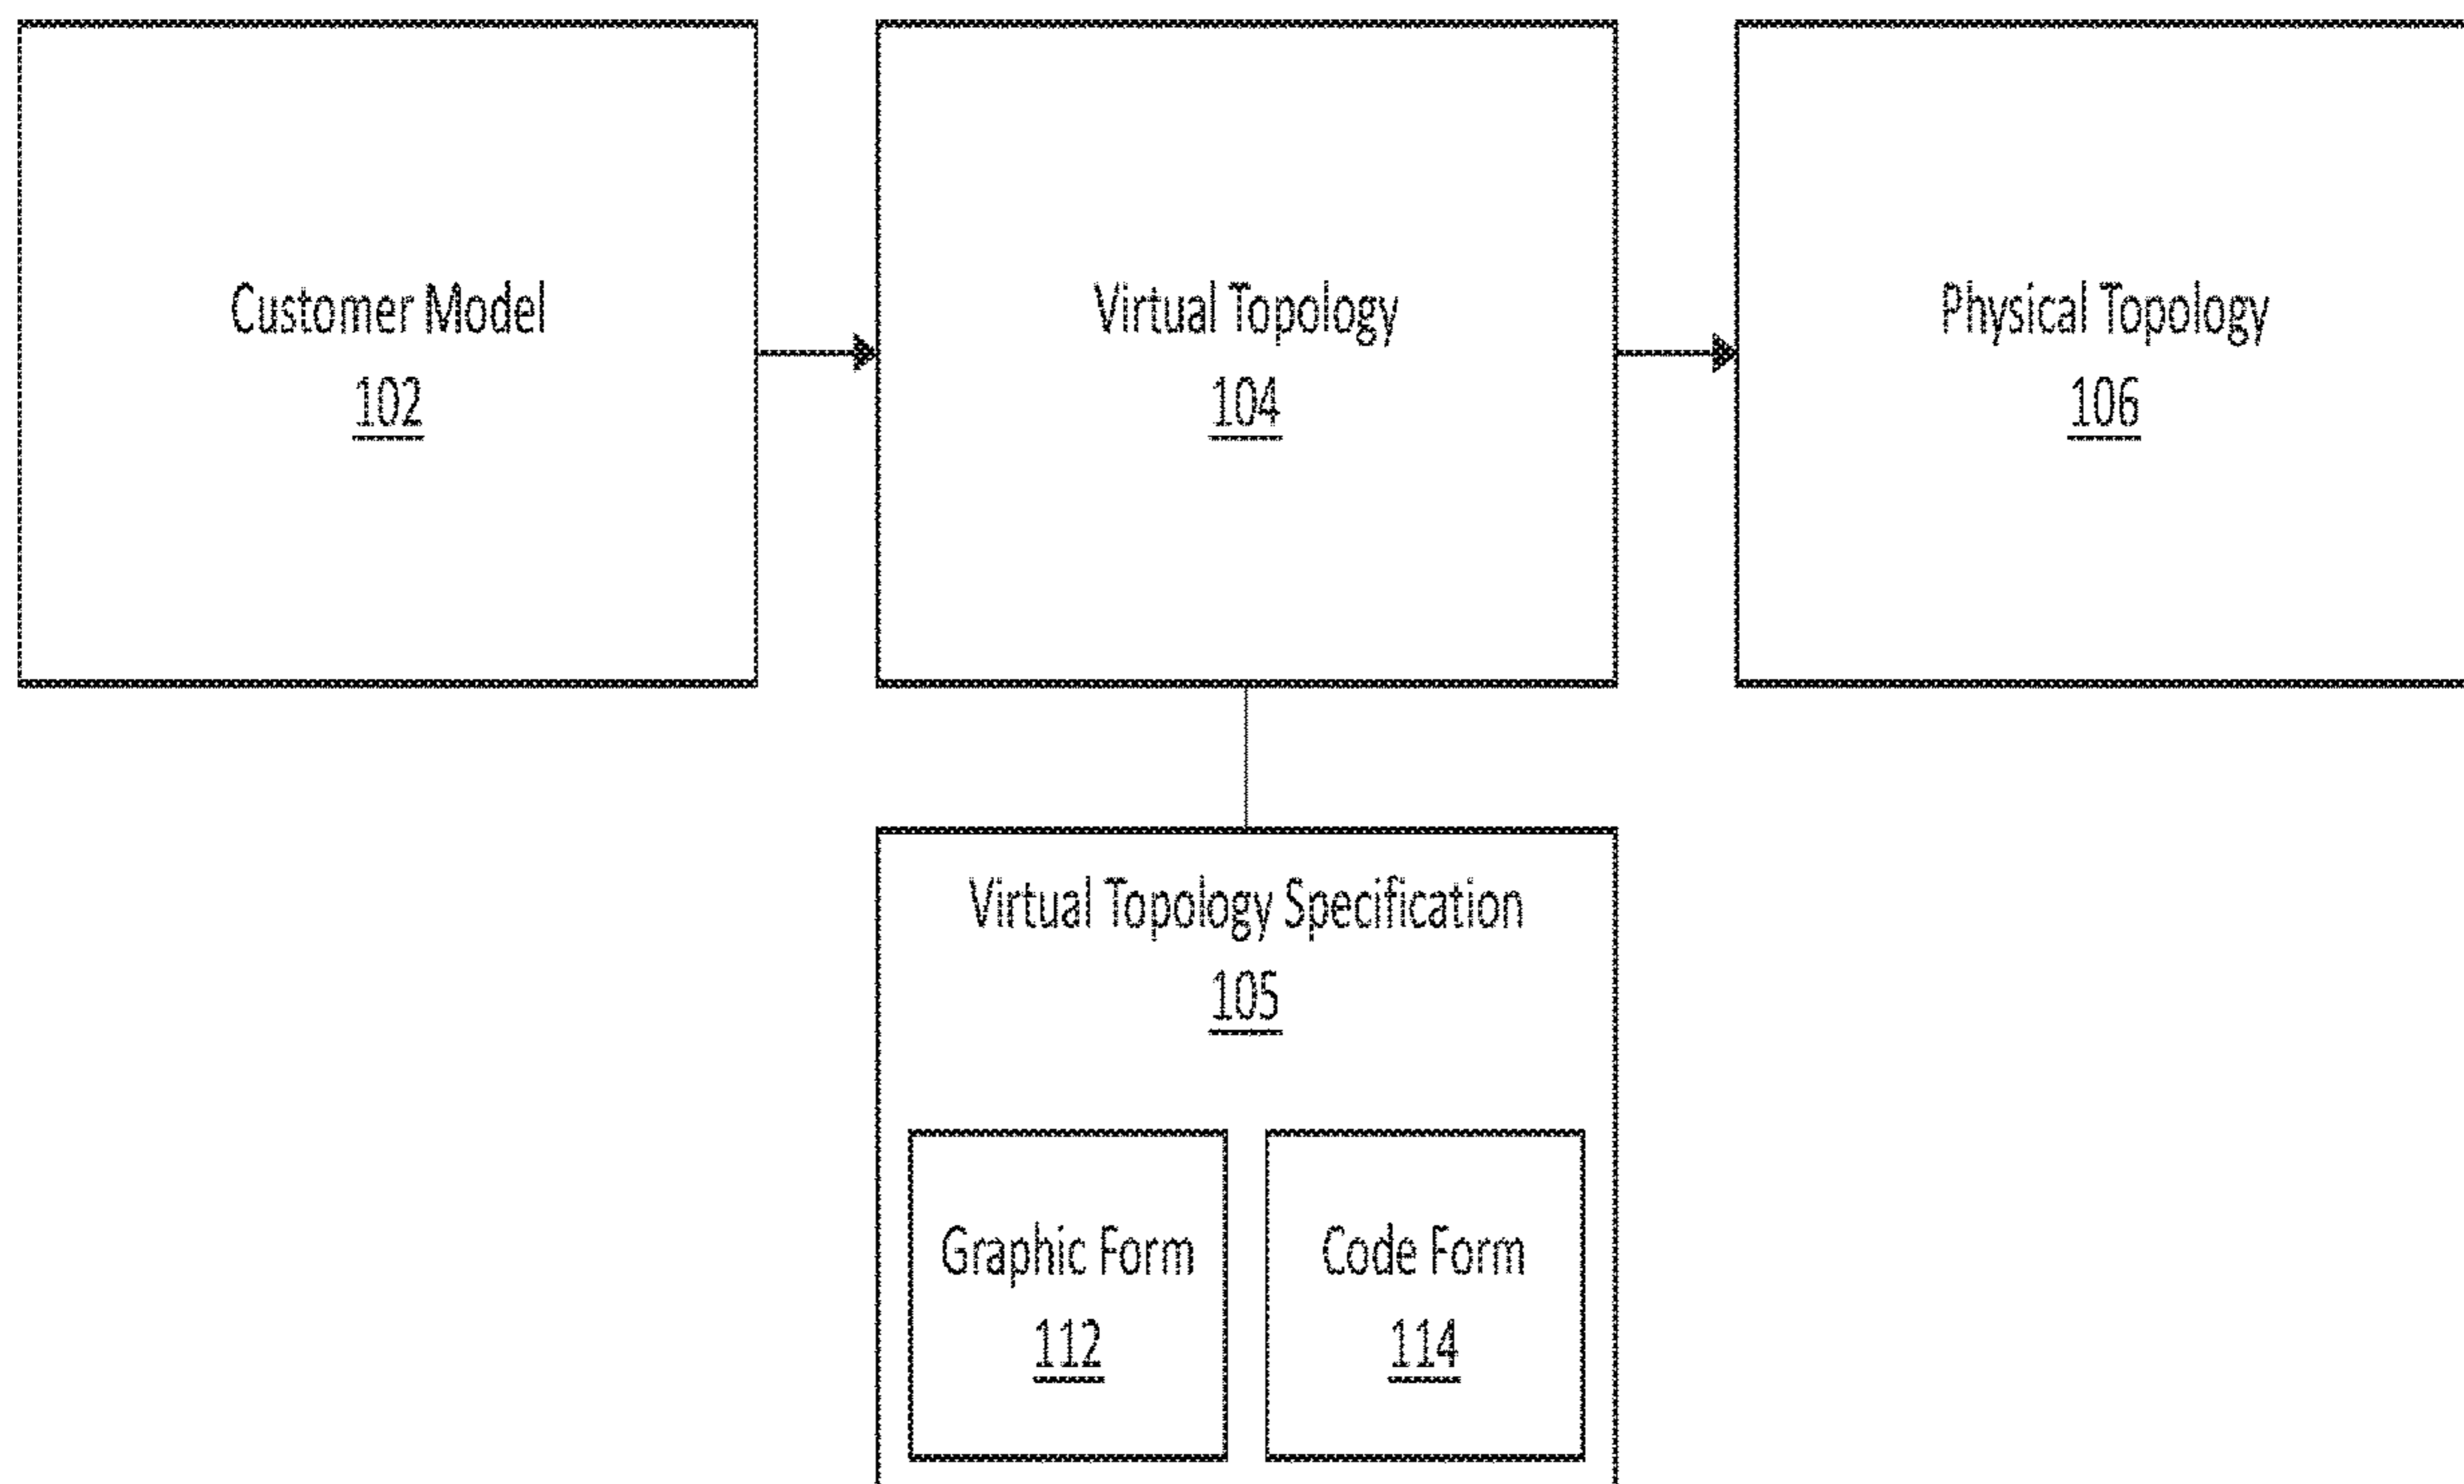 Customer Model
102
Virtual Topology
104
Physical Topology
106
Virtual Topology Specification
105
Graphic Form
112
Code Form
114